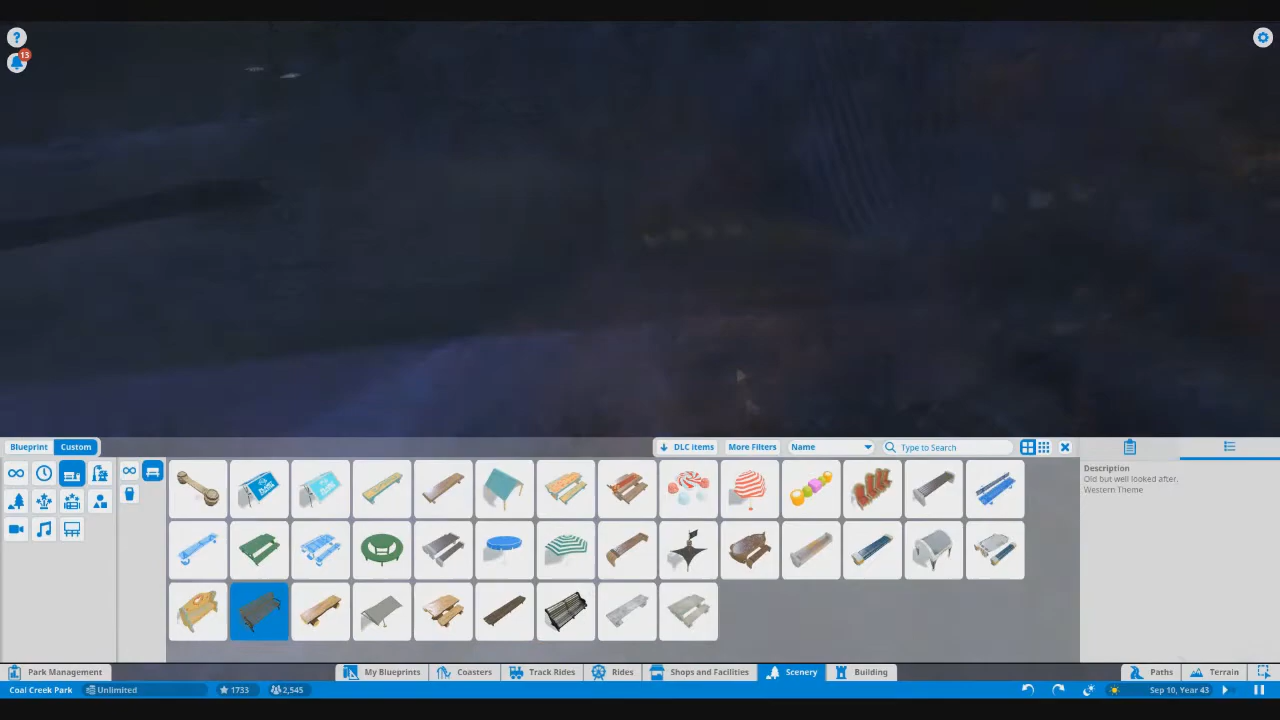 ?
13
Blueprint
Custom
DLC items
More Filters
Name
Type to Search
Description
Old but well looked after,
Western Theme
Park Management
My Blueprints
Coasters
Track Rides
Rides
Shops and Facilities
Scenery
Building
Paths
Terrain
Coal Creek Park
Unlimited
1733
2,545
Sep 10, Year 43